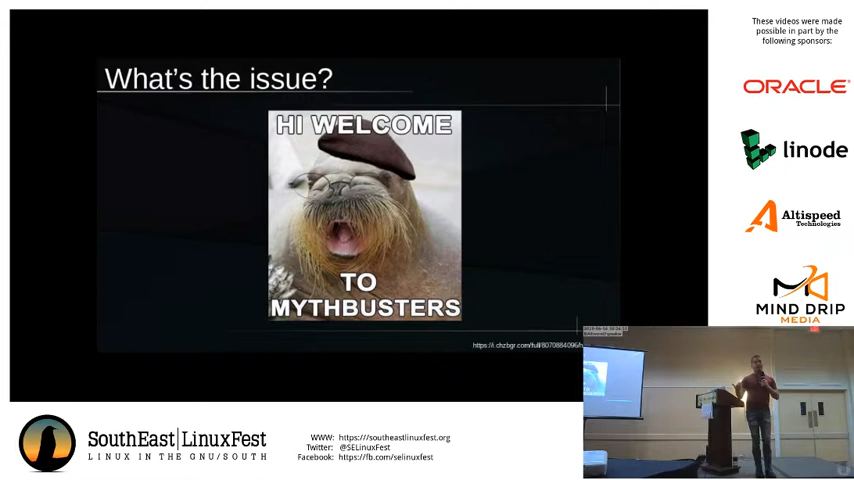 These videos were made
possible in part by the
following sponsors:
What's the issue?
HI WELCOME
TO
MYTHBUSTERS
ORACLE
linode
Altispeed
Technologies
MIND DRIP
MEDIA
SouthEast|LinuxFest
LINUX IN THE GNU/SOUTH
WWW: https://southeastlinuxfest.org
Twitter: @SELinuxFest
Facebook: https://fb.com/selinuxfest